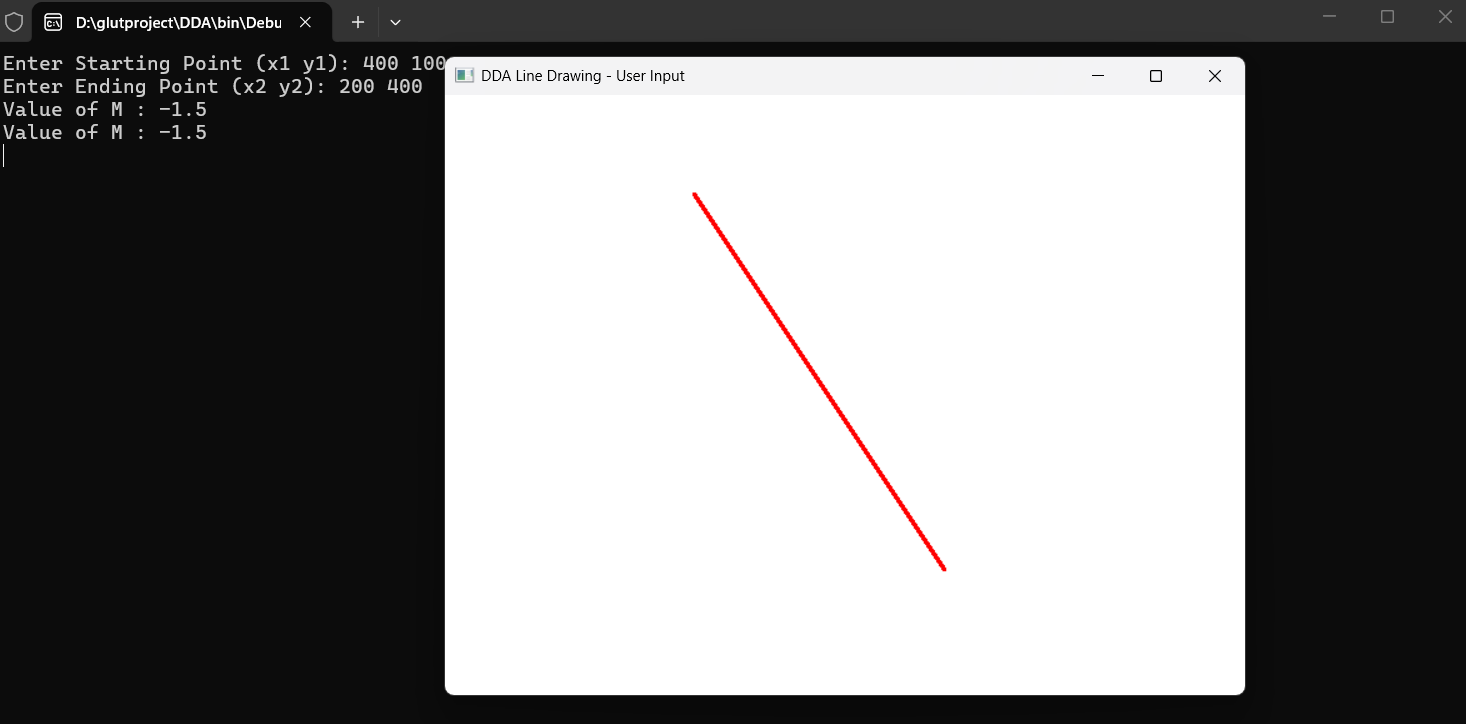 D:\glutproject\DDA\bin\Debu
Enter Starting Point (x1 y1): 400 100
Enter Ending Point (x2 y2): 200 400
Value of M : -1.5
Value of M : -1.5
DDA Line Drawing - User Input